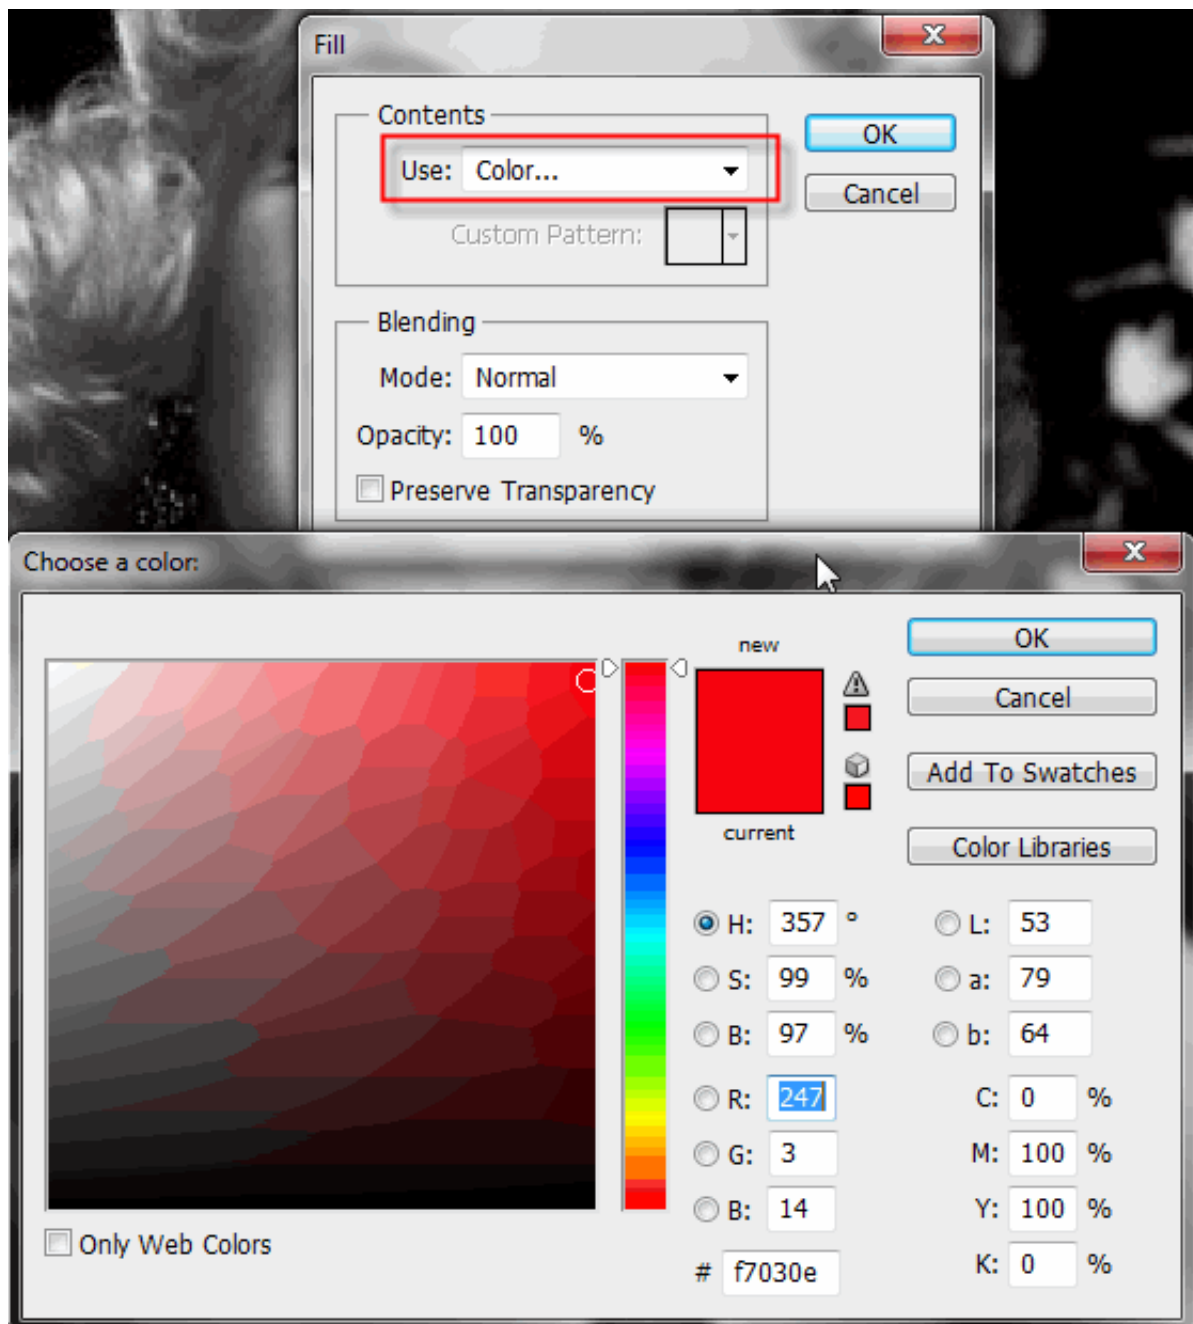 Fill
Contents
Use: Color...
OK
Cancel
Custom Pattern:
Blending
Mode: Normal
Opacity: 100 %
Preserve Transparency
Choose a color:
new
current
OK
Cancel
Add To Swatches
Color Libraries
H: 357 °
L: 53
S: 99 %
a: 79
B: 97 %
b: 64
R: 247
C: 0 %
G: 3
M: 100 %
B: 14
Y: 100 %
# f7030e
K: 0 %
Only Web Colors